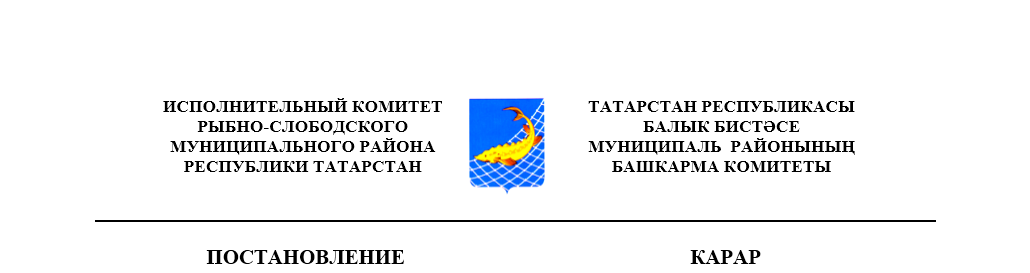 ИСПОЛНИТЕЛЬНЫЙ КОМИТЕТ
РЫБНО-СЛОБОДСКОГО
МУНИЦИПАЛЬНОГО РАЙОНА
РЕСПУБЛИКИ ТАТАРСТАН
ТАТАРСТАН РЕСПУБЛИКАСЫ
БАЛЫК БИСТӘСЕ
МУНИЦИПАЛЬ РАЙОНЫНЫҢ
БАШКАРМА КОМИТЕТЫ
ПОСТАНОВЛЕНИЕ
КАРАР